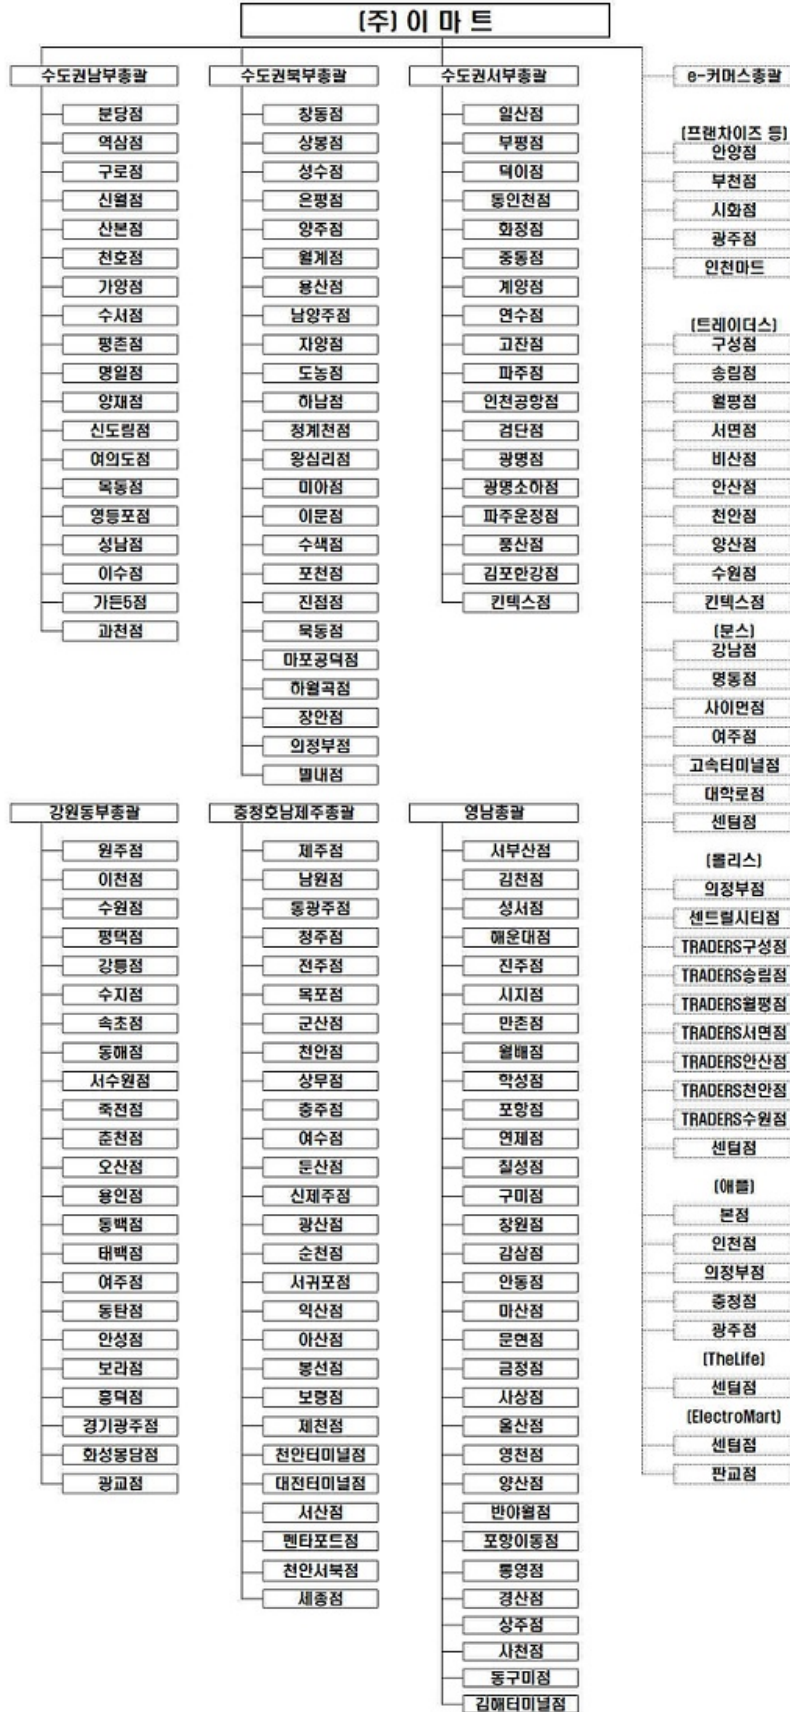 (주) 이 마 트
수도권남부총괄
분당점
역삼점
구로점
신월점
산본점
천호점
가양점
수서점
평촌점
명일점
양재점
신도림점
여의도점
목동점
영등포점
성남점
이수점
가든5점
과천점
수도권북부총괄
창동점
상봉점
성수점
은평점
양주점
월계점
용산점
남양주점
자양점
도농점
하남점
청계천점
왕십리점
미아점
이문점
수색점
포천점
진접점
묵동점
마포공덕점
하월곡점
장안점
의정부점
별내점
수도권서부총괄
일산점
부평점
덕이점
동인천점
화정점
중동점
계양점
연수점
고잔점
파주점
인천공항점
검단점
광명점
광명소하점
파주운정점
풍산점
김포한강점
킨텍스점
e-커머스총괄
(프랜차이즈 등)
안양점
부천점
시화점
광주점
인천마트
(트레이더스)
구성점
송림점
월평점
서면점
비산점
안산점
천안점
양산점
수원점
킨텍스점
(분스)
강남점
명동점
사이먼점
여주점
고속터미널점
대학로점
센텀점
(몰리스)
의정부점
센트럴시티점
TRADERS구성점
TRADERS송림점
TRADERS월평점
TRADERS서면점
TRADERS안산점
TRADERS천안점
TRADERS수원점
센텀점
(애플)
본점
인천점
의정부점
충청점
광주점
(TheLife)
센텀점
(ElectroMart)
센텀점
판교점
강원동부총괄
원주점
이천점
수원점
평택점
강릉점
수지점
속초점
동해점
서수원점
죽전점
춘천점
오산점
용인점
동백점
태백점
여주점
동탄점
안성점
보라점
흥덕점
경기광주점
화성봉담점
광교점
충청호남제주총괄
제주점
남원점
동광주점
청주점
전주점
목포점
군산점
천안점
상무점
충주점
여수점
둔산점
신제주점
광산점
순천점
서귀포점
익산점
아산점
봉선점
보령점
제천점
천안터미널점
대전터미널점
서산점
펜타포트점
천안서북점
세종점
영남총괄
서부산점
김천점
성서점
해운대점
진주점
시지점
만촌점
월배점
학성점
포항점
연제점
칠성점
구미점
창원점
감삼점
안동점
마산점
문현점
금정점
사상점
울산점
영천점
양산점
반야월점
포항이동점
통영점
경산점
상주점
사천점
동구미점
김해터미널점